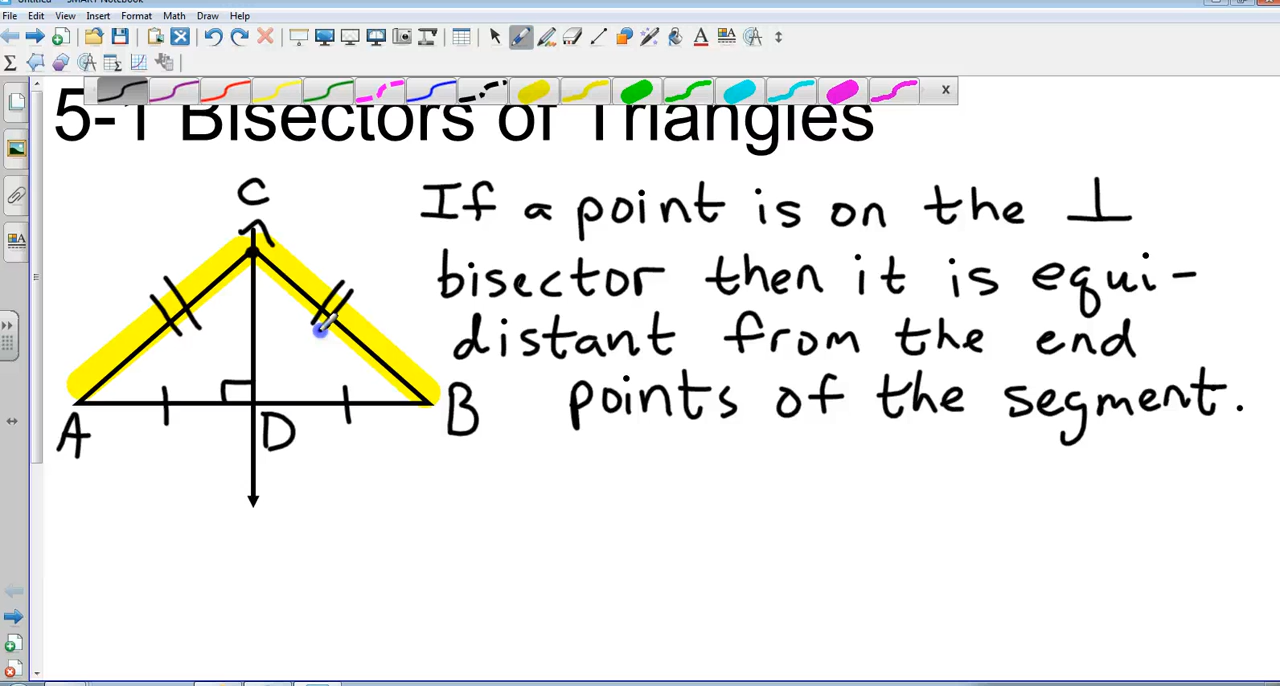 File Edit View Insert Format Math Draw Help
5-1 Bisectors of Triangles
C
If a point is on the ⊥
bisector then it is equi-
distant from the end
points of the segment.
A D B